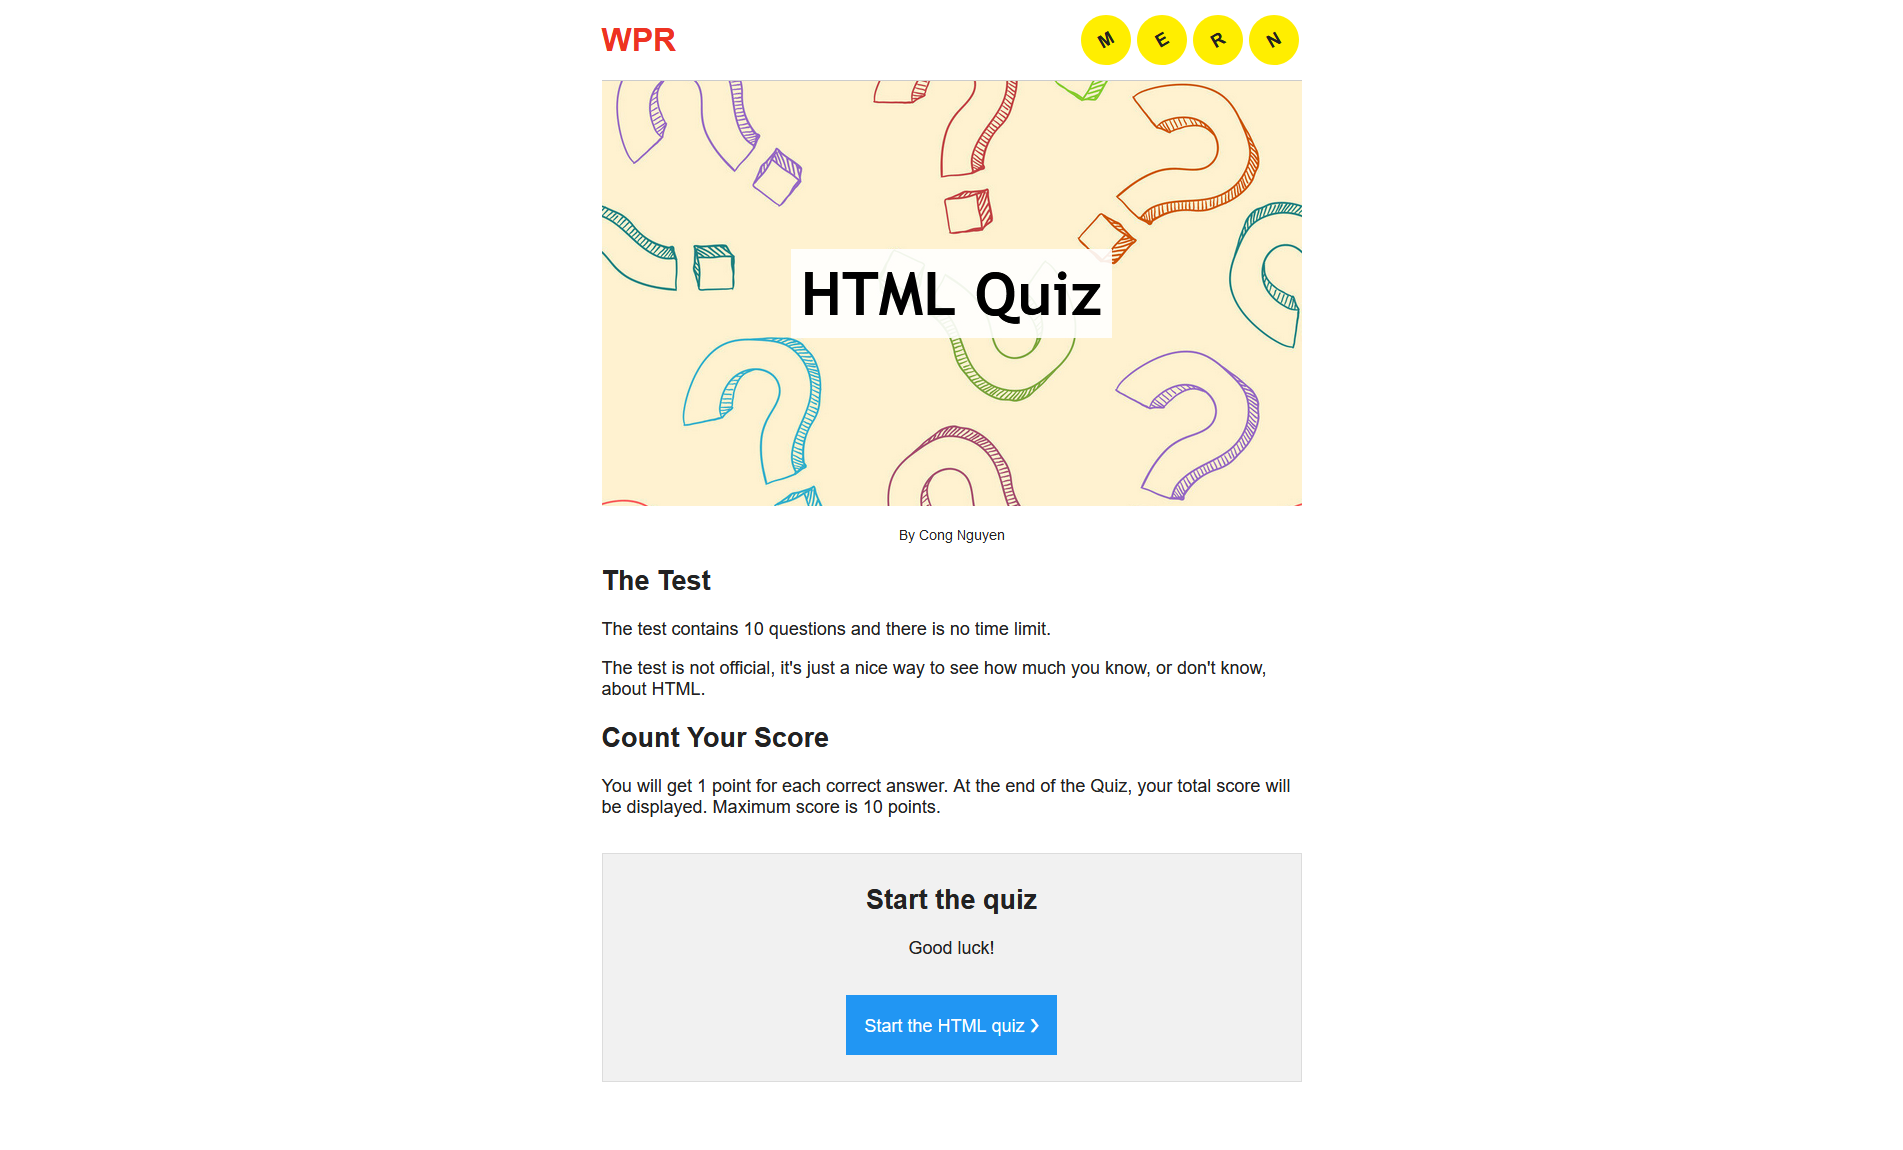 WPR
M E R N
HTML Quiz
By Cong Nguyen
The Test
The test contains 10 questions and there is no time limit.
The test is not official, it's just a nice way to see how much you know, or don't know,
about HTML.
Count Your Score
You will get 1 point for each correct answer. At the end of the Quiz, your total score will
be displayed. Maximum score is 10 points.
Start the quiz
Good luck!
Start the HTML quiz ❯